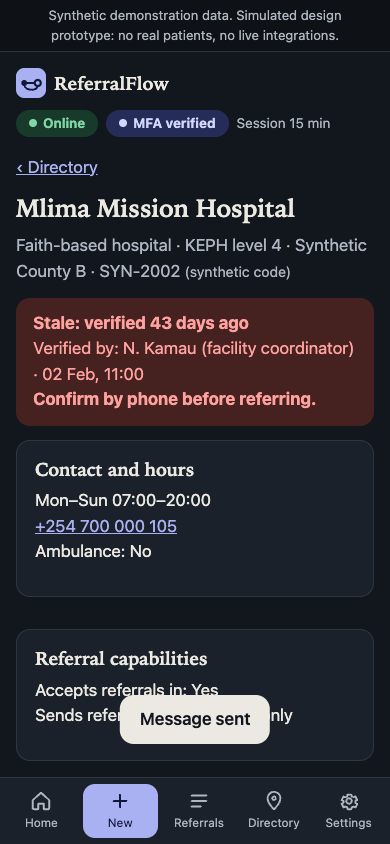 Synthetic demonstration data. Simulated design
prototype: no real patients, no live integrations.
ReferralFlow
Online
MFA verified
Session 15 min
‹ Directory
Mlima Mission Hospital
Faith-based hospital · KEPH level 4 · Synthetic
County B · SYN-2002 (synthetic code)
Stale: verified 43 days ago
Verified by: N. Kamau (facility coordinator)
· 02 Feb, 11:00
Confirm by phone before referring.
Contact and hours
Mon–Sun 07:00–20:00
+254 700 000 105
Ambulance: No
Referral capabilities
Accepts referrals in: Yes
Sends
Message sent
Home
New
Referrals
Directory
Settings